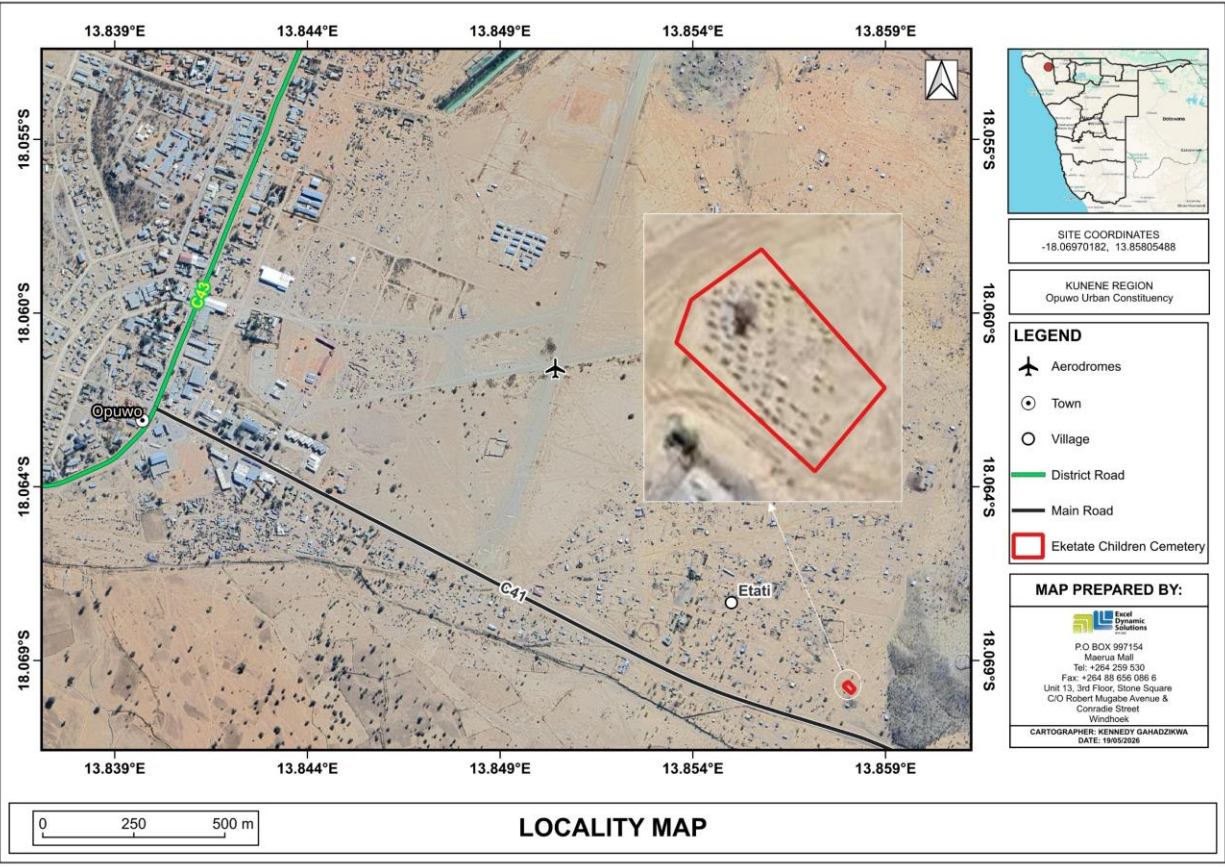 13.839°E 13.844°E 13.849°E 13.854°E 13.859°E
18.055°S 18.055°S
18.060°S 18.060°S
18.064°S 18.064°S
18.069°S 18.069°S
C43
Opuwo
C41
Etati
13.839°E 13.844°E 13.849°E 13.854°E 13.859°E
Botswana
SITE COORDINATES
-18.06970182, 13.85805488
KUNENE REGION
Opuwo Urban Constituency
LEGEND
Aerodromes
Town
Village
District Road
Main Road
Eketate Children Cemetery
MAP PREPARED BY:
Excel
Dynamic
Solutions
P.O BOX 997154
Maerua Mall
Tel: +264 259 530
Fax: +264 88 656 086 6
Unit 13, 3rd Floor, Stone Square
C/O Robert Mugabe Avenue &
Conradie Street
Windhoek
CARTOGRAPHER: KENNEDY GAHADZIKWA
DATE: 19/05/2026
0 250 500 m
LOCALITY MAP